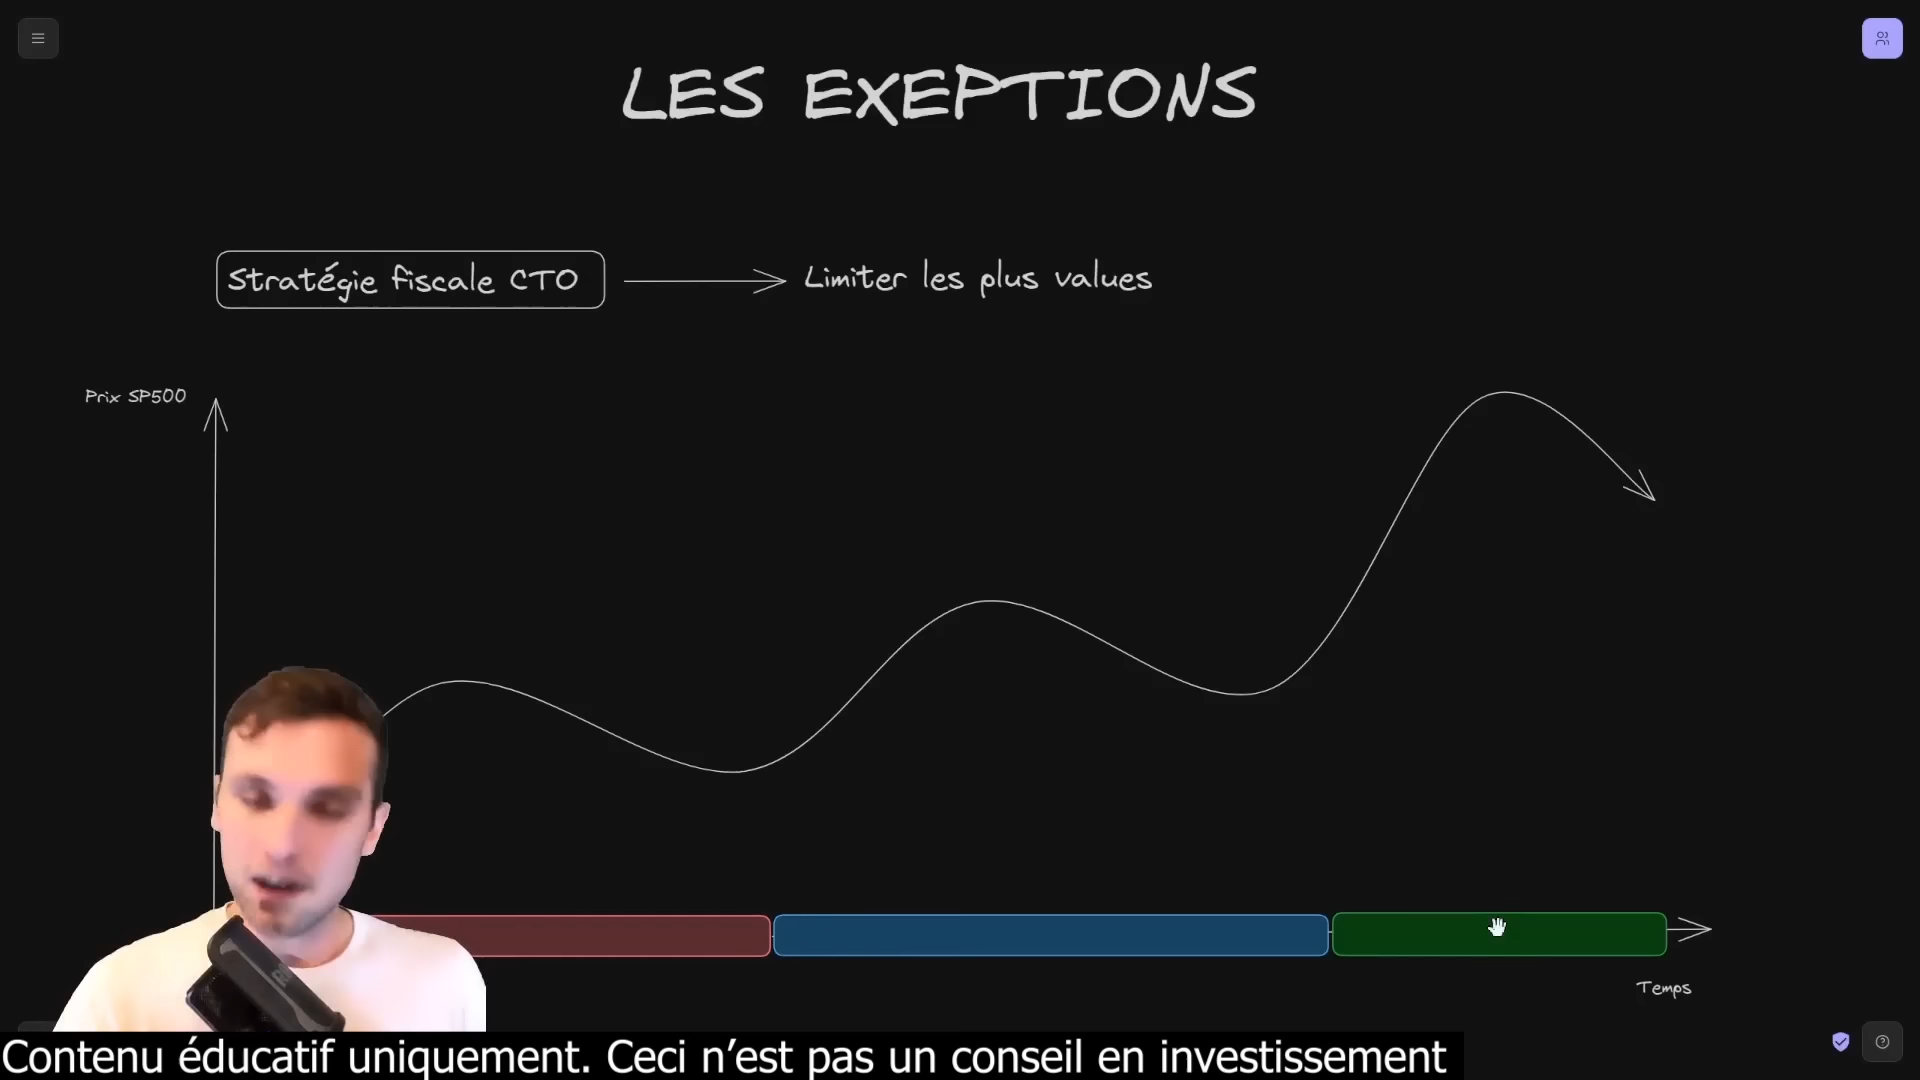 LES EXEPTIONS
Stratégie fiscale CTO
Limiter les plus values
Prix SP500
Temps
Contenu éducatif uniquement. Ceci n’est pas un conseil en investissement